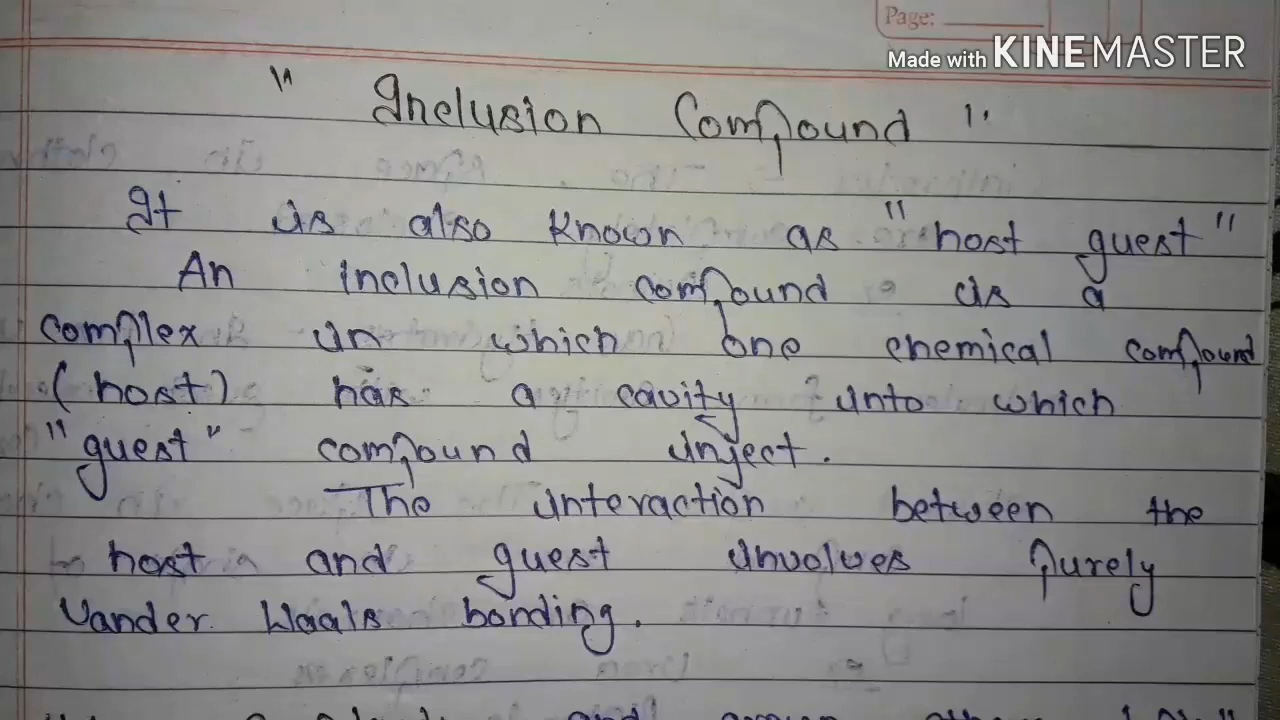 Page:
Made with KINEMASTER
" Inclusion Compound "
It is also known as "host guest"
An inclusion compound is a
complex in which one chemical compound
(host) has a cavity into which
"guest" compound inject.
The interaction between the
host and guest involves purely
Vander Waals bonding.